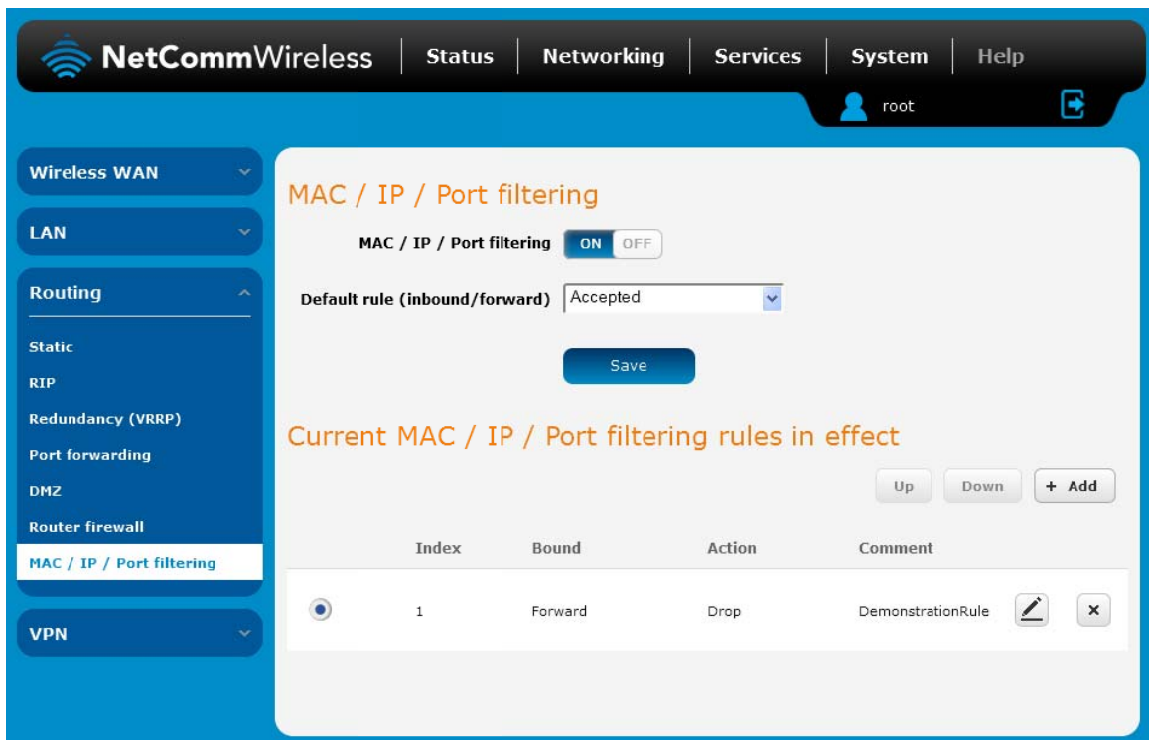 NetCommWireless Status Networking Services System Help
root
Wireless WAN
LAN
Routing
Static
RIP
Redundancy (VRRP)
Port forwarding
DMZ
Router firewall
MAC / IP / Port filtering
VPN
MAC / IP / Port filtering
MAC / IP / Port filtering ON OFF
Default rule (inbound/forward) Accepted
Save
Current MAC / IP / Port filtering rules in effect
Up Down + Add
Index Bound Action Comment
1 Forward Drop DemonstrationRule